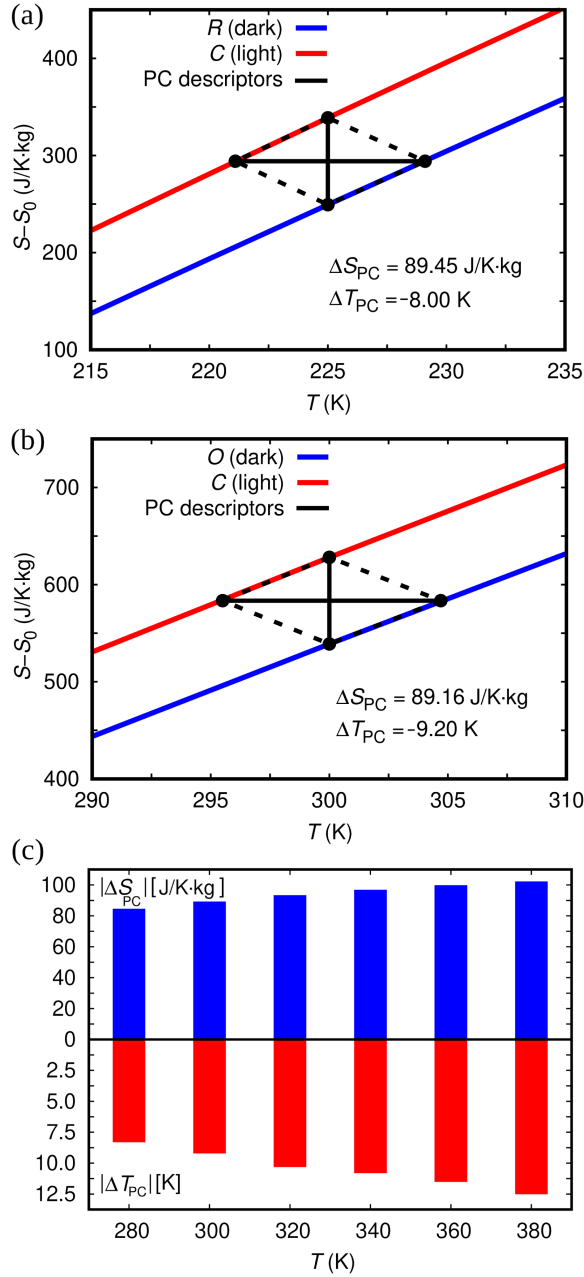 (a)
R (dark)
C (light)
PC descriptors
S–S0 (J/K·kg)
400
300
200
100
ΔSPC = 89.45 J/K·kg
ΔTPC =–8.00 K
215 220 225 230 235
T (K)
(b)
O (dark)
C (light)
PC descriptors
S–S0 (J/K·kg)
700
600
500
400
ΔSPC = 89.16 J/K·kg
ΔTPC =–9.20 K
290 295 300 305 310
T (K)
(c)
|ΔSPC| [J/K·kg]
100
80
60
40
20
0
2.5
5.0
7.5
10.0
12.5
|ΔTPC| [K]
280 300 320 340 360 380
T (K)